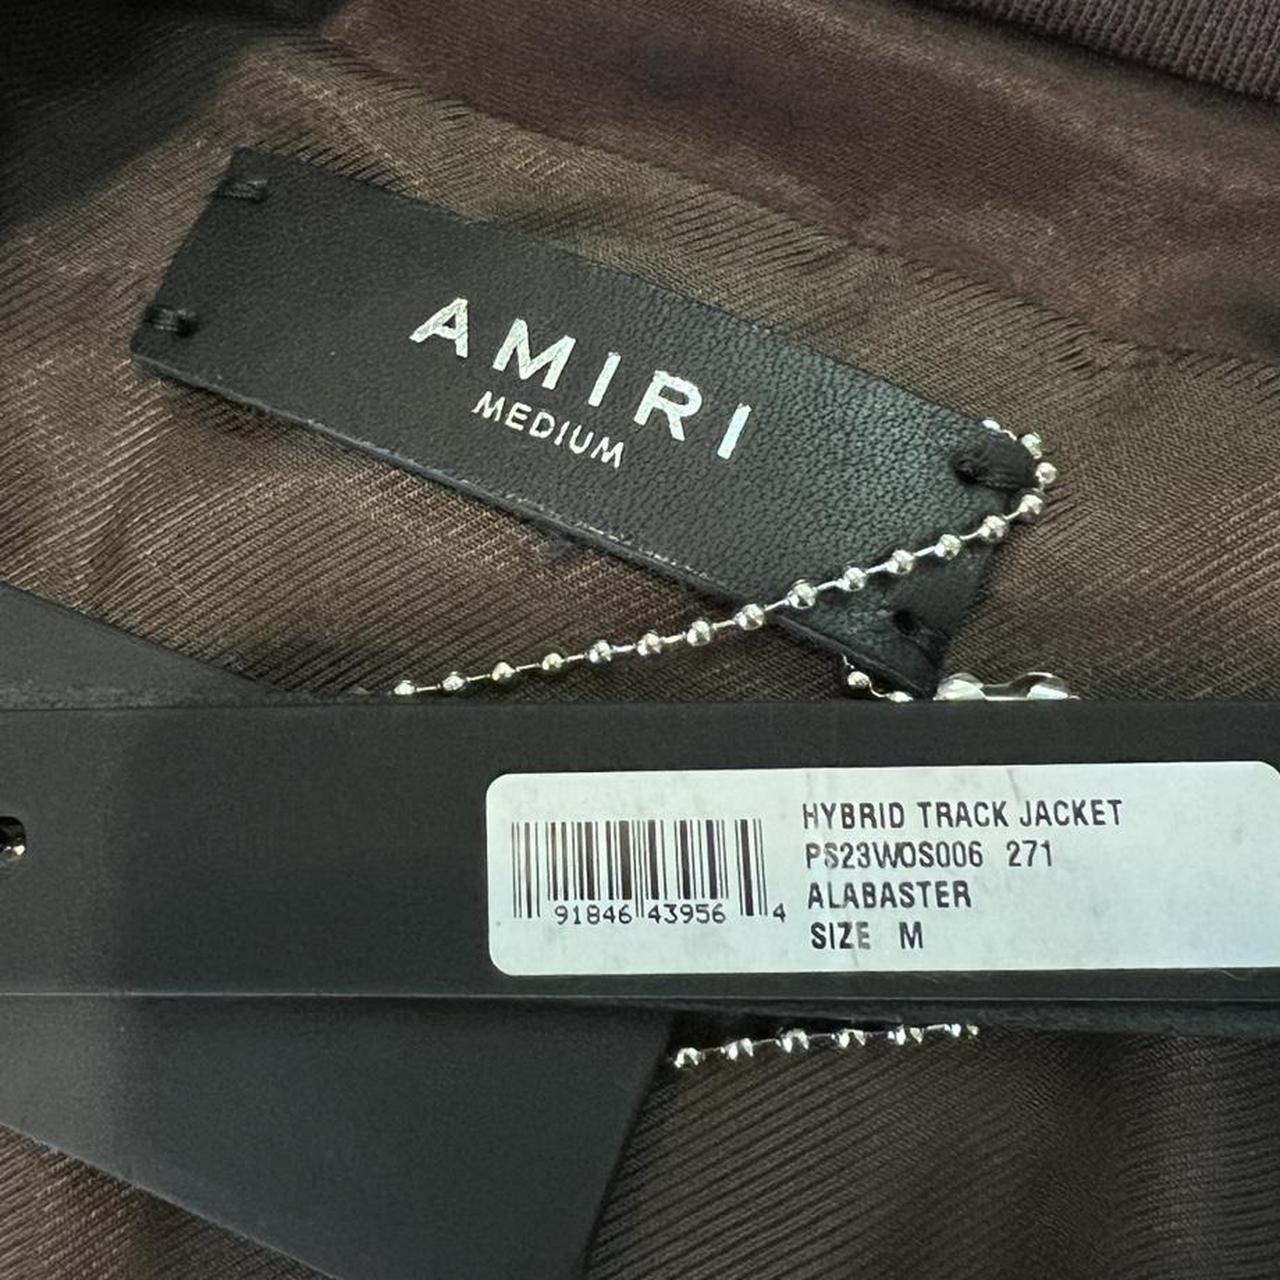 AMIRI
MEDIUM
HYBRID TRACK JACKET
PS23WOS006 271
ALABASTER
SIZE M
91846 43956 4